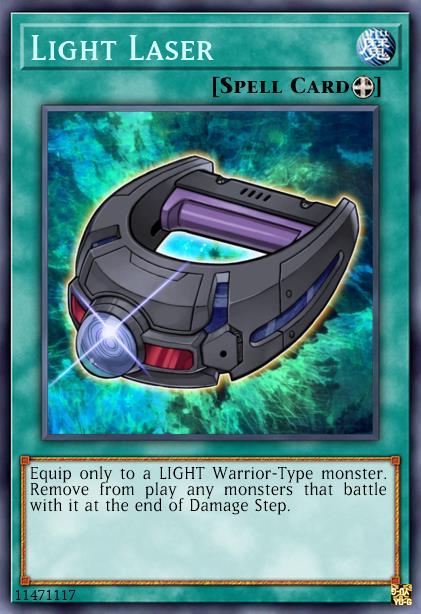 Light Laser
魔
[Spell Card]
Equip only to a LIGHT Warrior-Type monster.
Remove from play any monsters that battle
with it at the end of Damage Step.
11471117